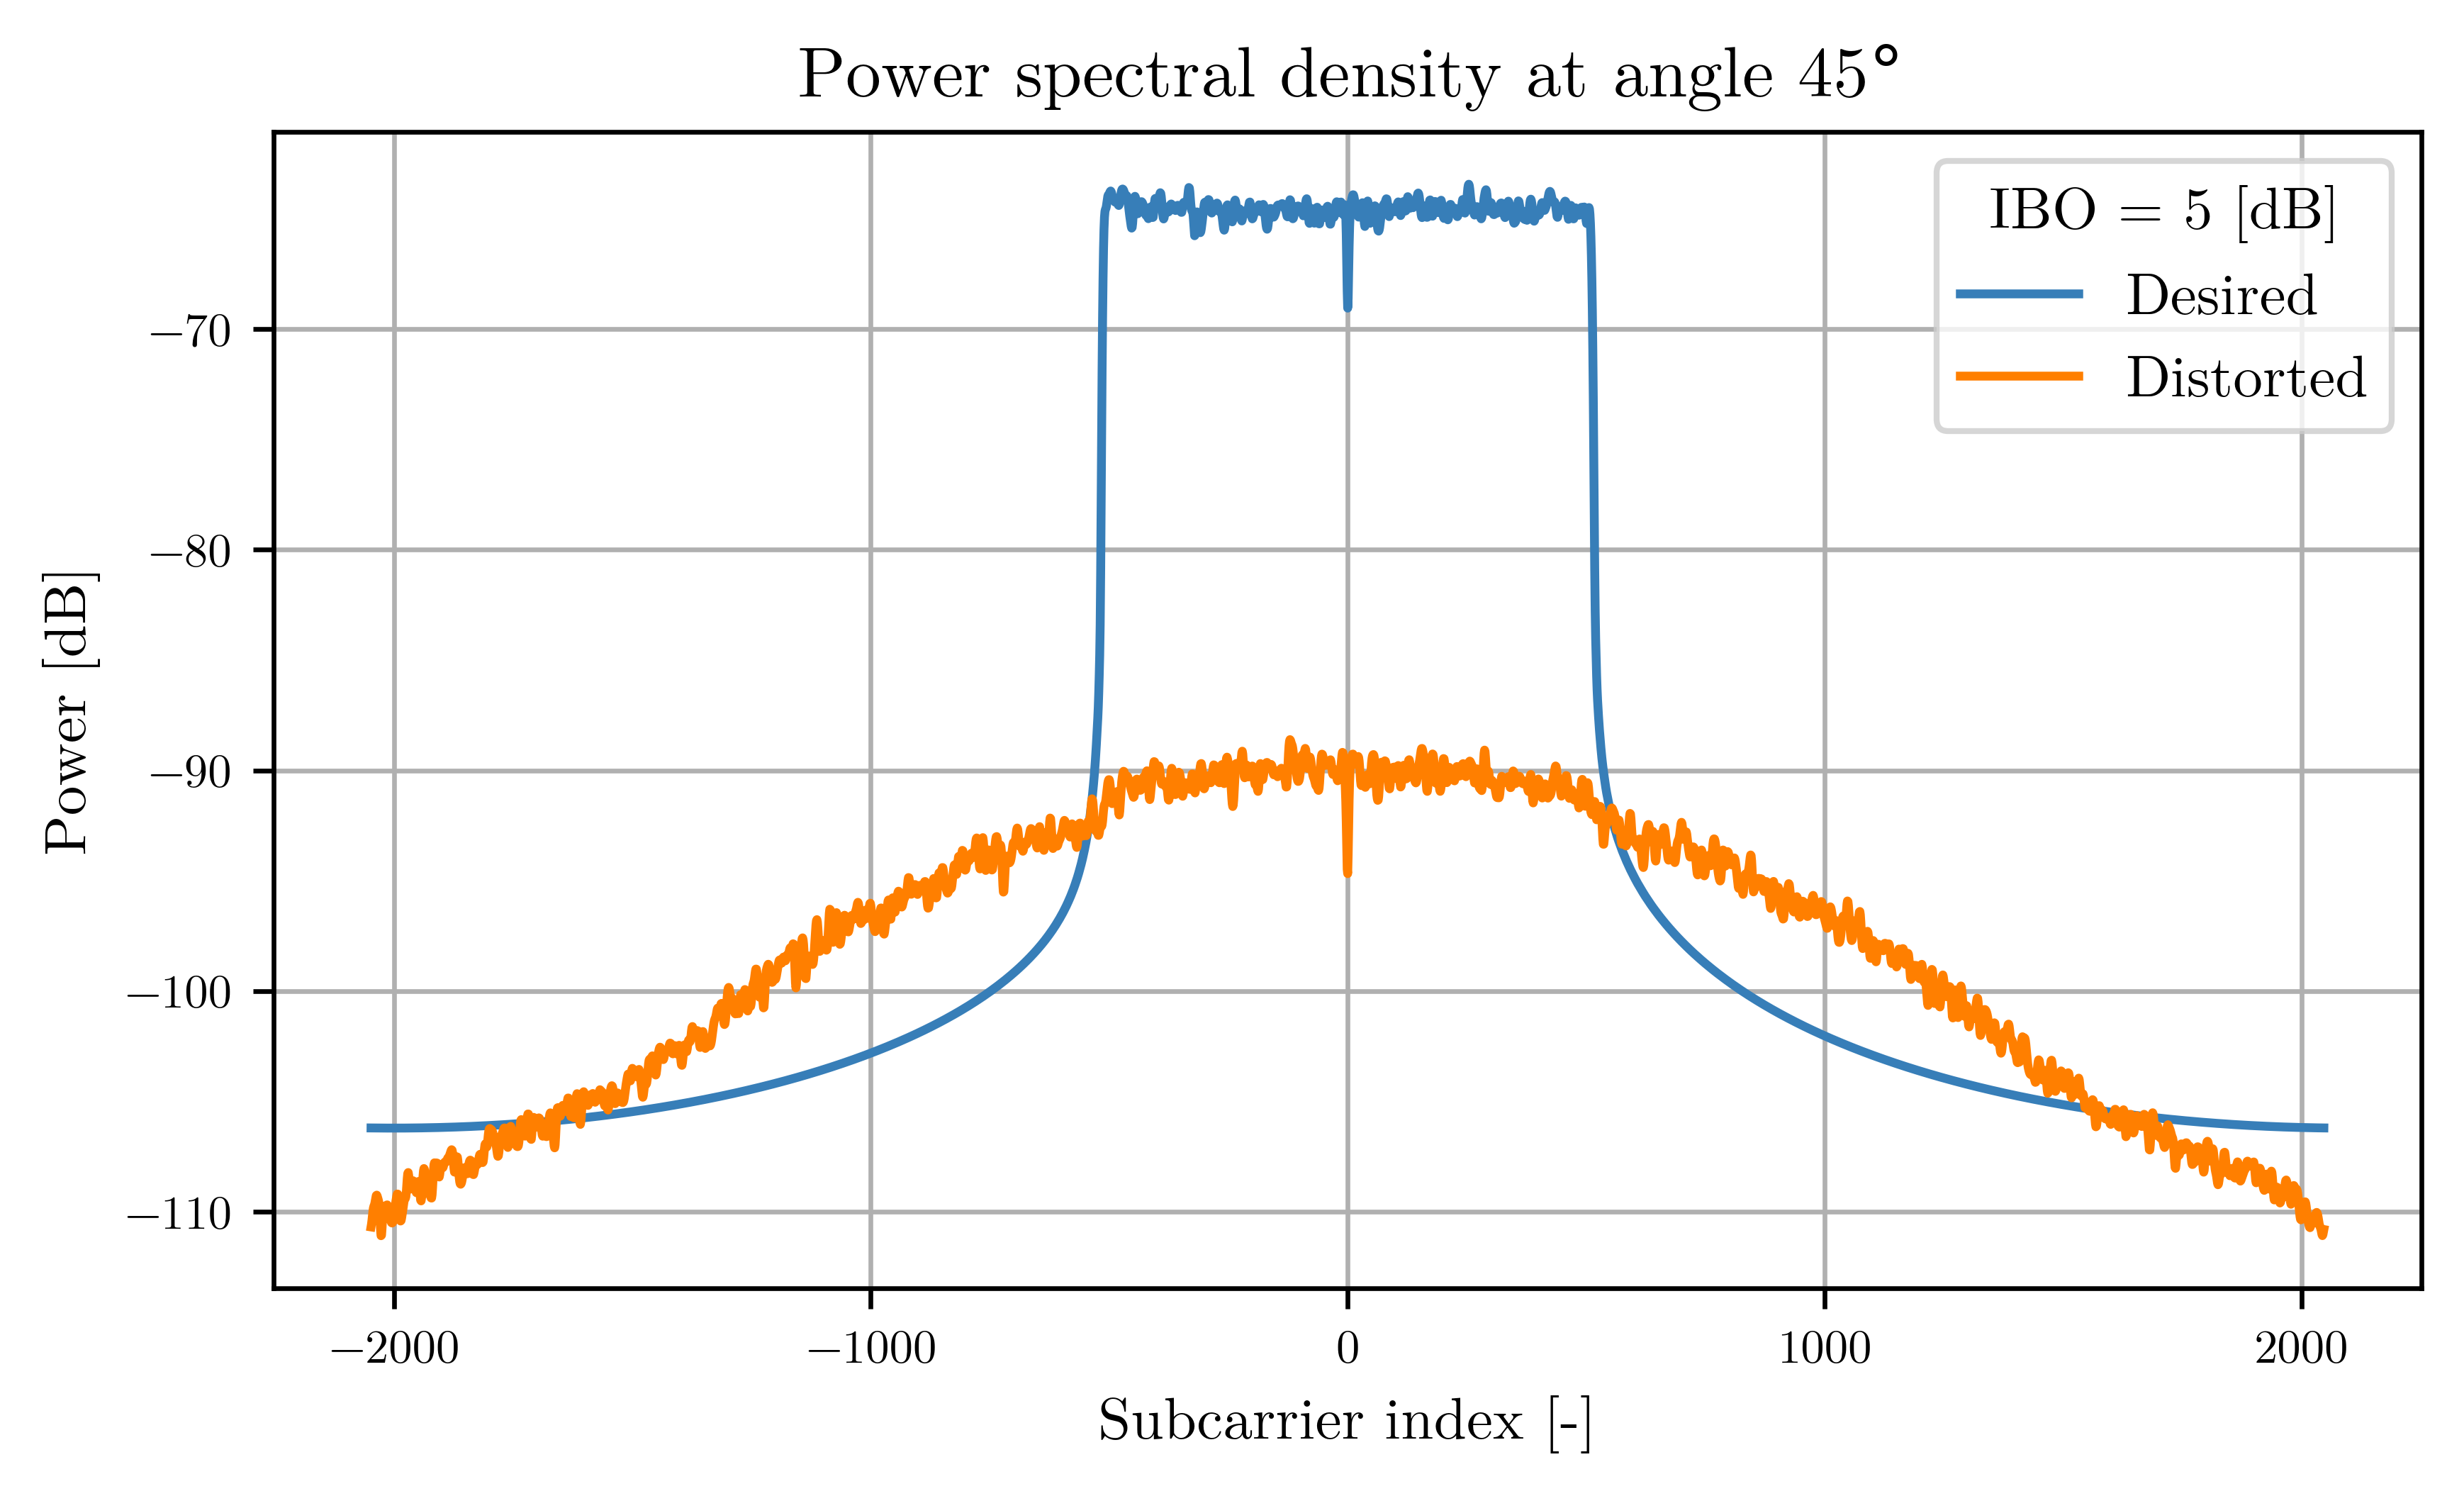 Power spectral density at angle 45°
IBO = 5 [dB]
Desired
Distorted
Power [dB]
−70
−80
−90
−100
−110
−2000
−1000
0
1000
2000
Subcarrier index [-]